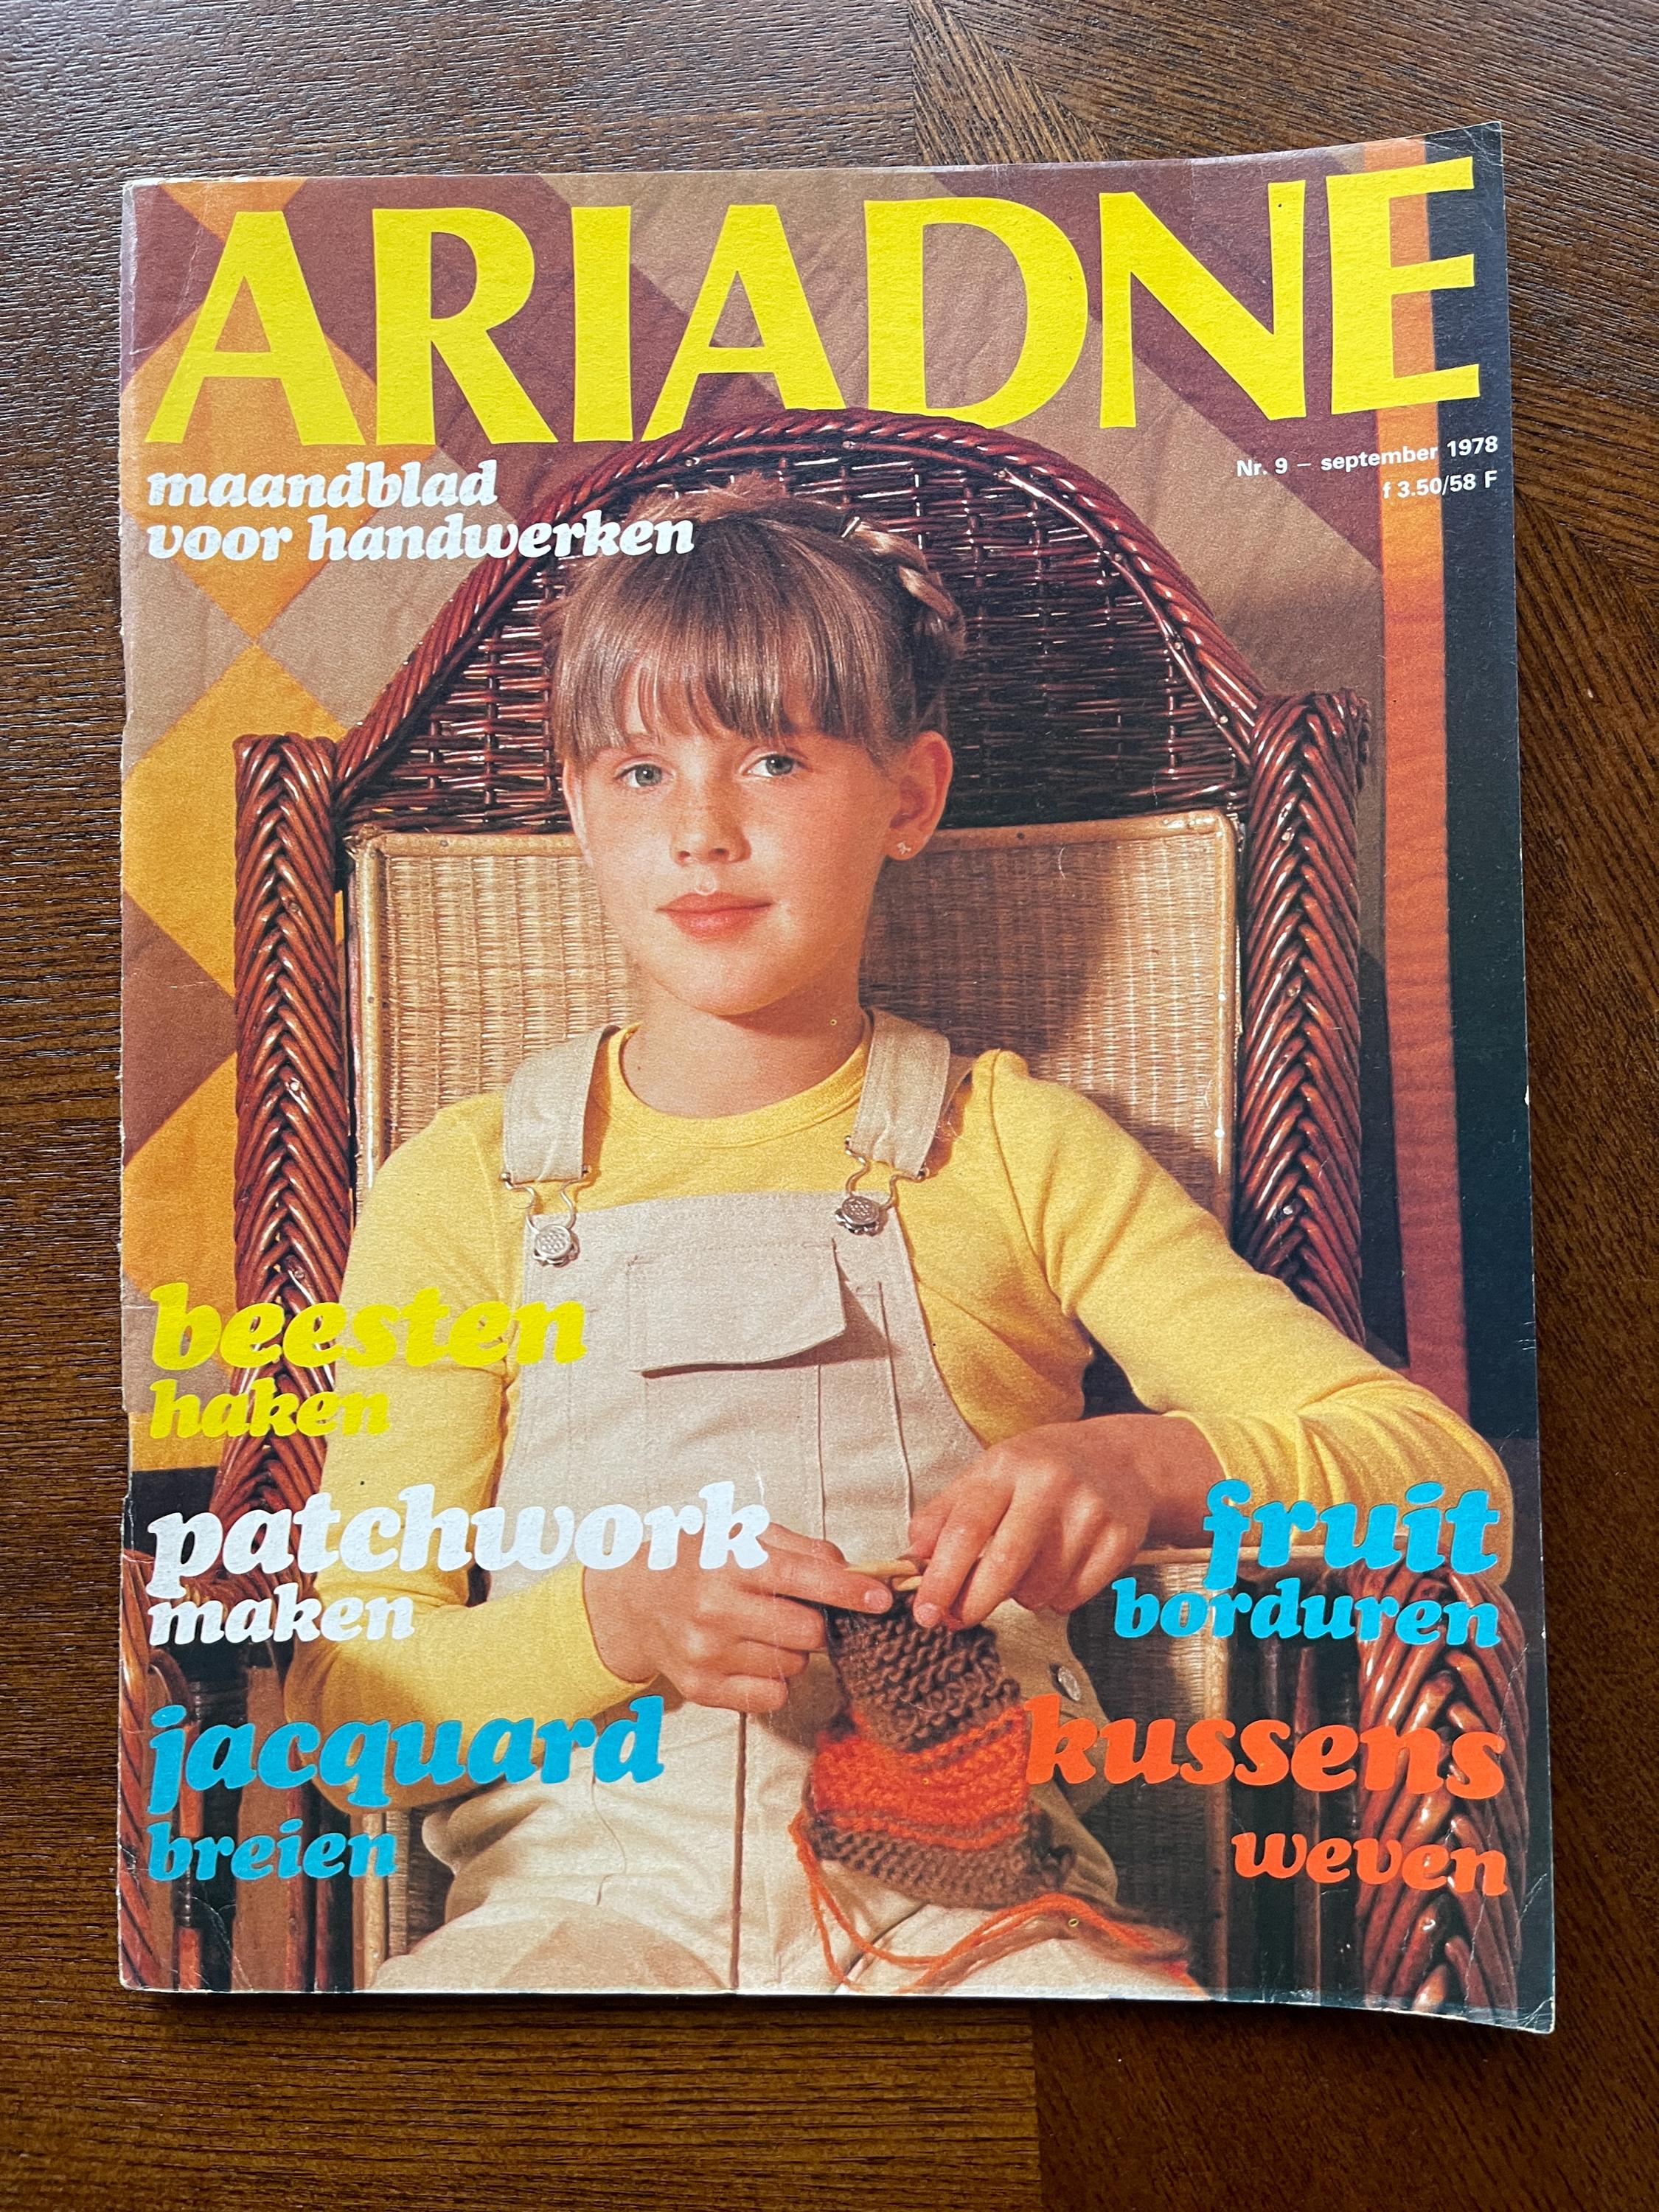 ARIADNE
maandblad
voor handwerken
Nr. 9 – september 1978
f 3.50/58 F
beesten
haken
patchwork
maken
jacquard
breien
fruit
borduren
kussens
weven